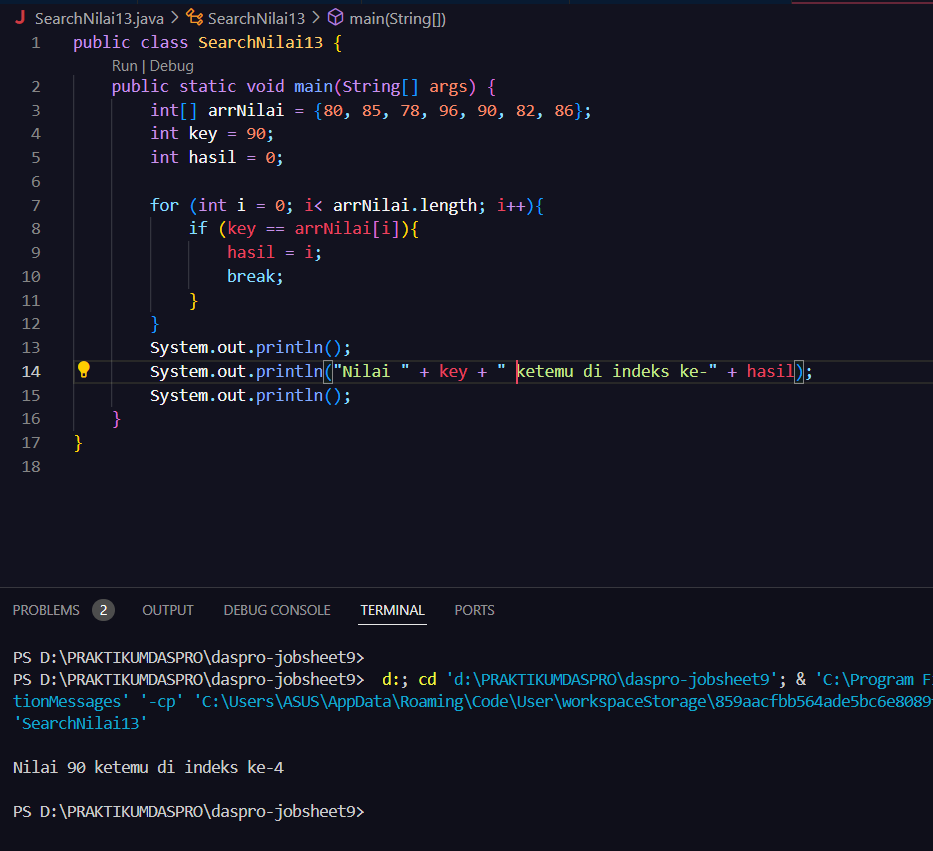 J SearchNilai13.java > SearchNilai13 > main(String[])
1 public class SearchNilai13 {
Run | Debug
2 public static void main(String[] args) {
3 int[] arrNilai = {80, 85, 78, 96, 90, 82, 86};
4 int key = 90;
5 int hasil = 0;
6
7 for (int i = 0; i< arrNilai.length; i++){
8 if (key == arrNilai[i]){
9 hasil = i;
10 break;
11 }
12 }
13 System.out.println();
14 System.out.println("Nilai " + key + " ketemu di indeks ke-" + hasil);
15 System.out.println();
16 }
17 }
18
PROBLEMS 2 OUTPUT DEBUG CONSOLE TERMINAL PORTS
PS D:\PRAKTIKUMDASPRO\daspro-jobsheet9>
PS D:\PRAKTIKUMDASPRO\daspro-jobsheet9> d:; cd 'd:\PRAKTIKUMDASPRO\daspro-jobsheet9'; & 'C:\Program F
tionMessages' '-cp' 'C:\Users\ASUS\AppData\Roaming\Code\User\workspaceStorage\859aacfbb564ade5bc6e8089
'SearchNilai13'
Nilai 90 ketemu di indeks ke-4
PS D:\PRAKTIKUMDASPRO\daspro-jobsheet9>